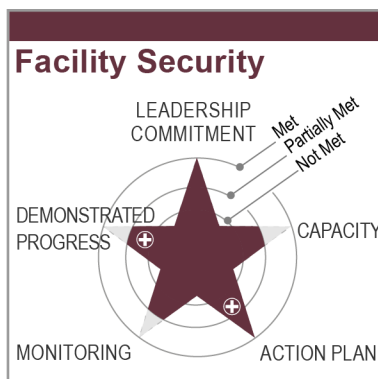 Facility Security
LEADERSHIP
COMMITMENT
Met
Partially Met
Not Met
DEMONSTRATED
PROGRESS
CAPACITY
MONITORING
ACTION PLAN